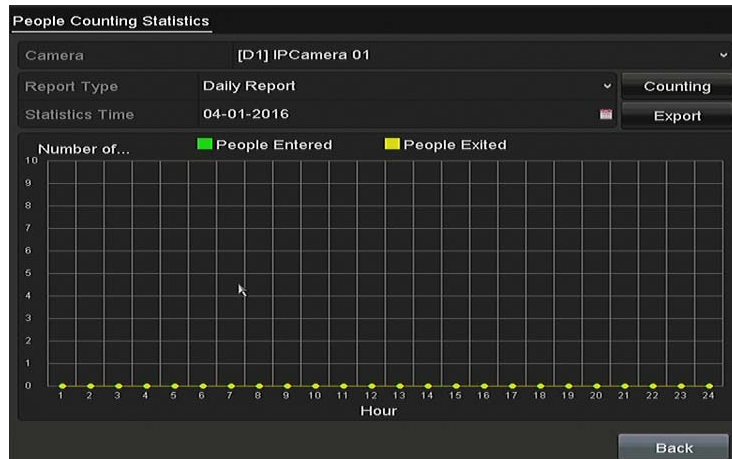 People Counting Statistics
Camera [D1] IPCamera 01
Report Type Daily Report Counting
Statistics Time 04-01-2016 Export
Number of... People Entered People Exited
10
9
8
7
6
5
4
3
2
1
0
1 2 3 4 5 6 7 8 9 10 11 12 13 14 15 16 17 18 19 20 21 22 23 24
Hour
Back